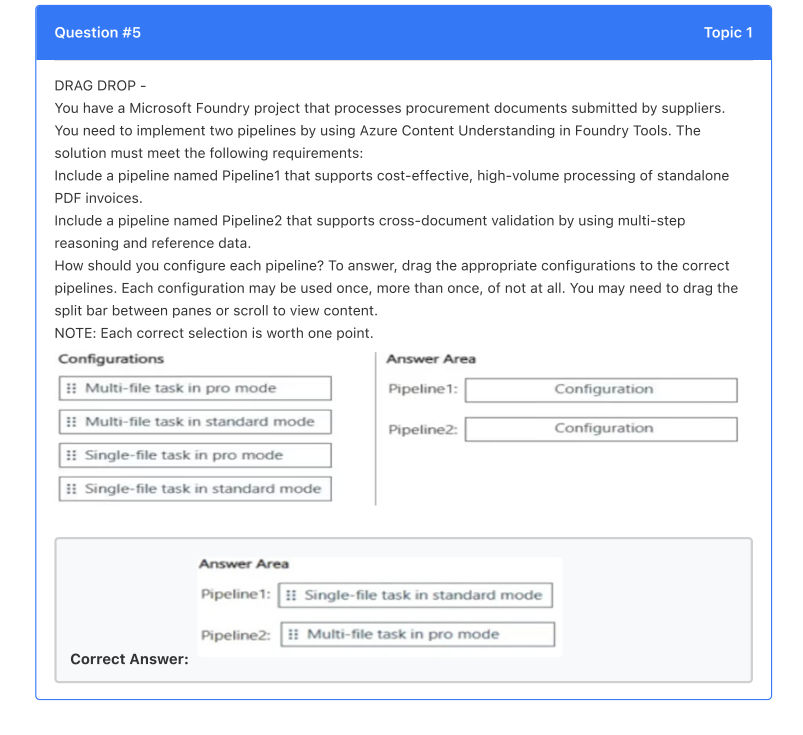 Question #5 Topic 1
DRAG DROP -
You have a Microsoft Foundry project that processes procurement documents submitted by suppliers.
You need to implement two pipelines by using Azure Content Understanding in Foundry Tools. The
solution must meet the following requirements:
Include a pipeline named Pipeline1 that supports cost-effective, high-volume processing of standalone
PDF invoices.
Include a pipeline named Pipeline2 that supports cross-document validation by using multi-step
reasoning and reference data.
How should you configure each pipeline? To answer, drag the appropriate configurations to the correct
pipelines. Each configuration may be used once, more than once, of not at all. You may need to drag the
split bar between panes or scroll to view content.
NOTE: Each correct selection is worth one point.
Configurations
Multi-file task in pro mode
Multi-file task in standard mode
Single-file task in pro mode
Single-file task in standard mode
Answer Area
Pipeline1: Configuration
Pipeline2: Configuration
Answer Area
Pipeline1: Single-file task in standard mode
Pipeline2: Multi-file task in pro mode
Correct Answer: